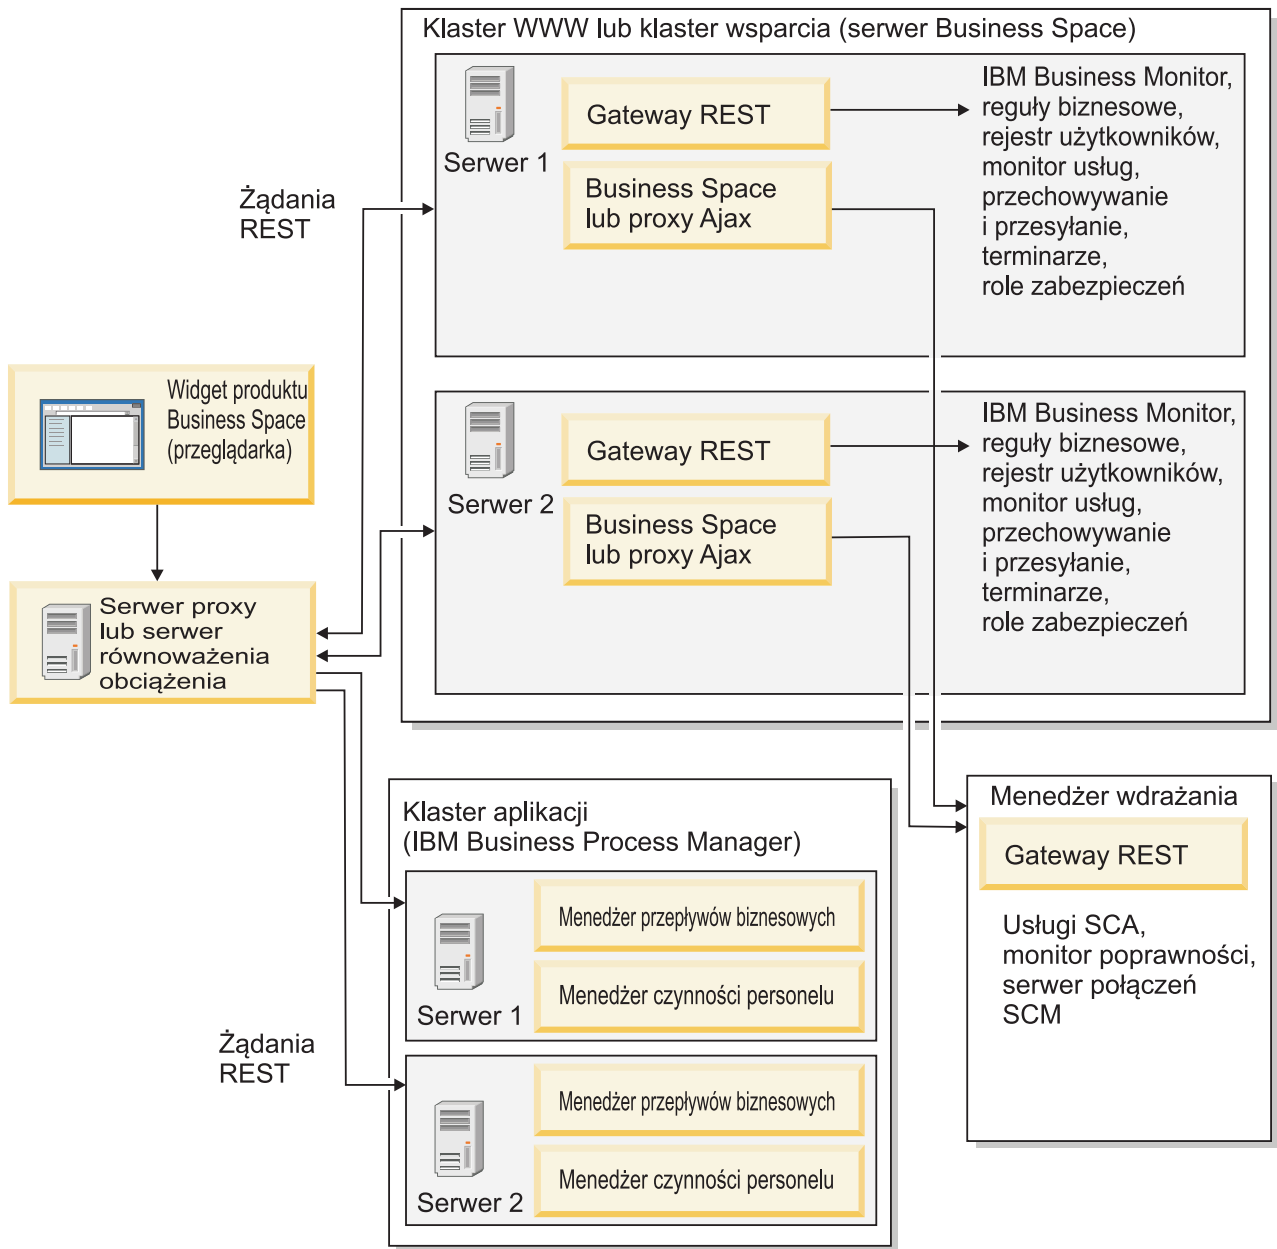 Klaster WWW lub klaster wsparcia (serwer Business Space)
Serwer 1
Gateway REST
Business Space
lub proxy Ajax
IBM Business Monitor,
reguły biznesowe,
rejestr użytkowników,
monitor usług,
przechowywanie
i przesyłanie,
terminarze,
role zabezpieczeń
Żądania
REST
Widget produktu
Business Space
(przeglądarka)
Serwer 2
Gateway REST
Business Space
lub proxy Ajax
IBM Business Monitor,
reguły biznesowe,
rejestr użytkowników,
monitor usług,
przechowywanie
i przesyłanie,
terminarze,
role zabezpieczeń
Serwer proxy
lub serwer
równoważenia
obciążenia
Klaster aplikacji
(IBM Business Process Manager)
Serwer 1
Menedżer przepływów biznesowych
Menedżer czynności personelu
Żądania
REST
Serwer 2
Menedżer przepływów biznesowych
Menedżer czynności personelu
Menedżer wdrażania
Gateway REST
Usługi SCA,
monitor poprawności,
serwer połączeń
SCM